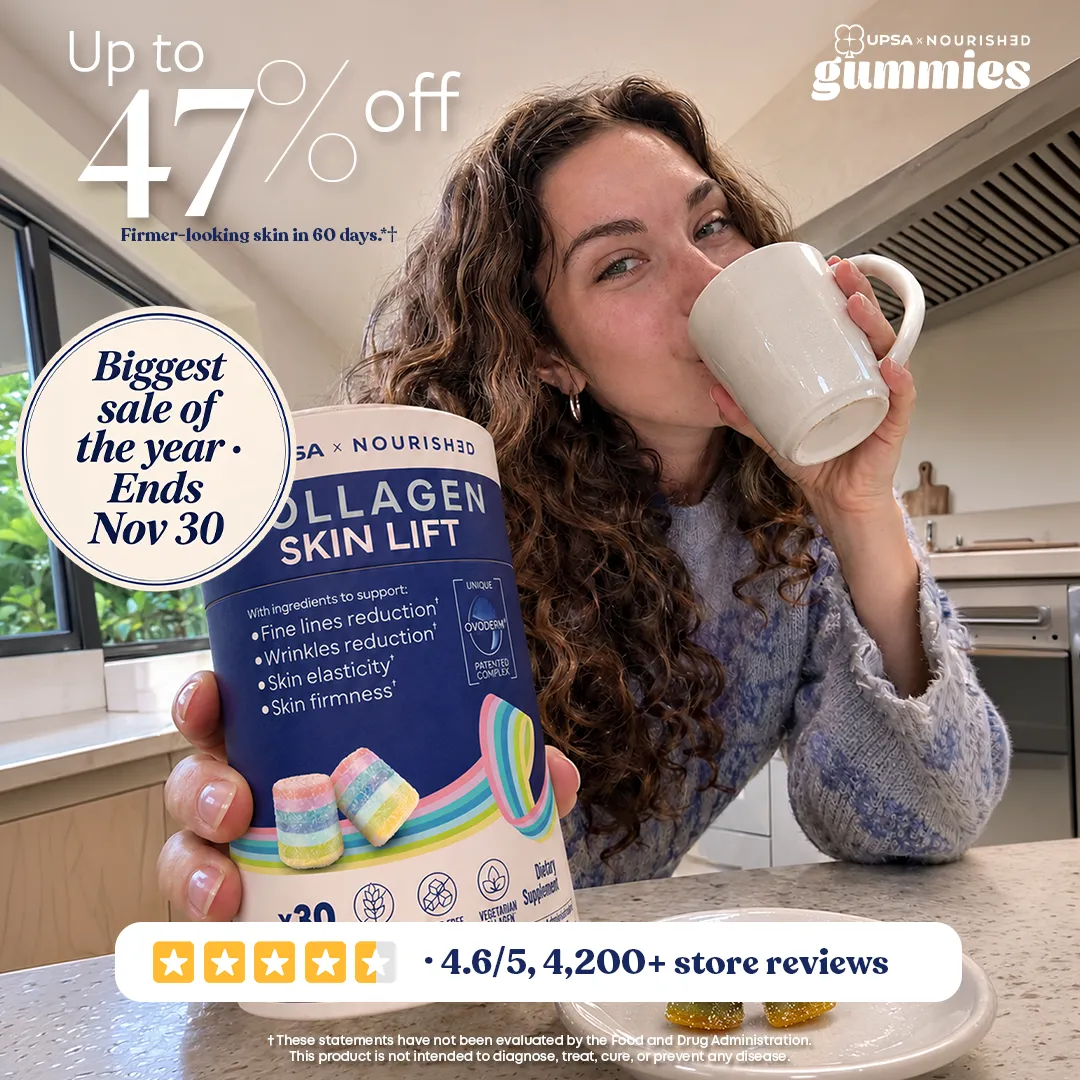 Up to
47% off
Firmer-looking skin in 60 days.*†
UPSA × NOURISHƎD
gummies
Biggest
sale of
the year •
Ends
Nov 30
SA × NOURISHƎD
OLLAGEN
SKIN LIFT
With ingredients to support:
• Fine lines reduction†
• Wrinkles reduction†
• Skin elasticity†
• Skin firmness†
UNIQUE
OVODERM®
PATENTED
COMPLEX
x30
FREE
VEGETARIAN
COLLAGEN
Dietary
Supplement
• 4.6/5, 4,200+ store reviews
† These statements have not been evaluated by the Food and Drug Administration.
This product is not intended to diagnose, treat, cure, or prevent any disease.